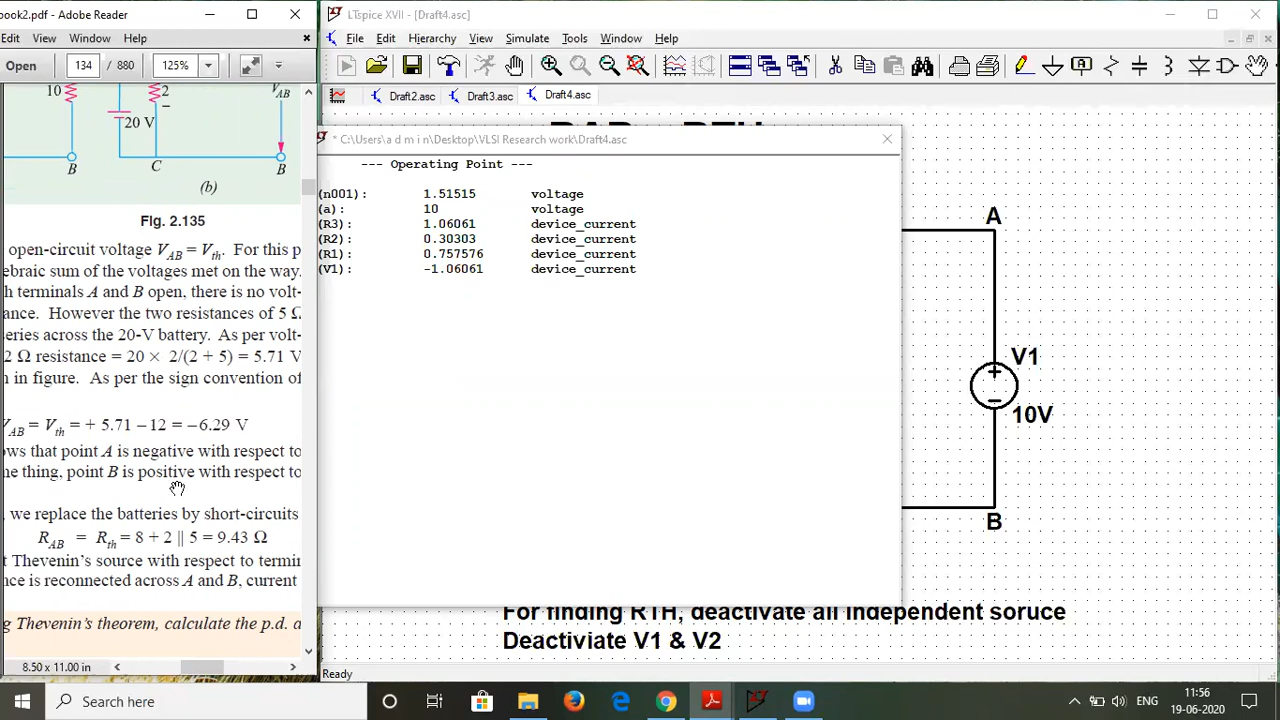 book2.pdf - Adobe Reader
Edit View Window Help
Open 134 / 880 125%
10 2 V_AB
20 V
B C B
(b)
Fig. 2.135
open-circuit voltage V_AB = V_th. For this p
ebraic sum of the voltages met on the way.
h terminals A and B open, there is no volt-
ance. However the two resistances of 5 Ω
eries across the 20-V battery. As per volt-
2 Ω resistance = 20 × 2/(2 + 5) = 5.71 V
n in figure. As per the sign convention of
V_AB = V_th = + 5.71 – 12 = –6.29 V
ows that point A is negative with respect to
ne thing, point B is positive with respect to
, we replace the batteries by short-circuits
R_AB = R_th = 8 + 2 || 5 = 9.43 Ω
t Thevenin's source with respect to termin
nce is reconnected across A and B, current
g Thevenin's theorem, calculate the p.d. a
8.50 x 11.00 in
LTspice XVII - [Draft4.asc]
File Edit Hierarchy View Simulate Tools Window Help
Draft2.asc Draft3.asc Draft4.asc
* C:\Users\a d m i n\Desktop\VLSI Research work\Draft4.asc
--- Operating Point ---
(n001): 1.51515 voltage
(a): 10 voltage
(R3): 1.06061 device_current
(R2): 0.30303 device_current
(R1): 0.757576 device_current
(V1): -1.06061 device_current
A
V1
10V
B
For finding RTH, deactivate all independent soruce
Deactiviate V1 & V2
Ready
Search here
ENG
11:56
19-06-2020